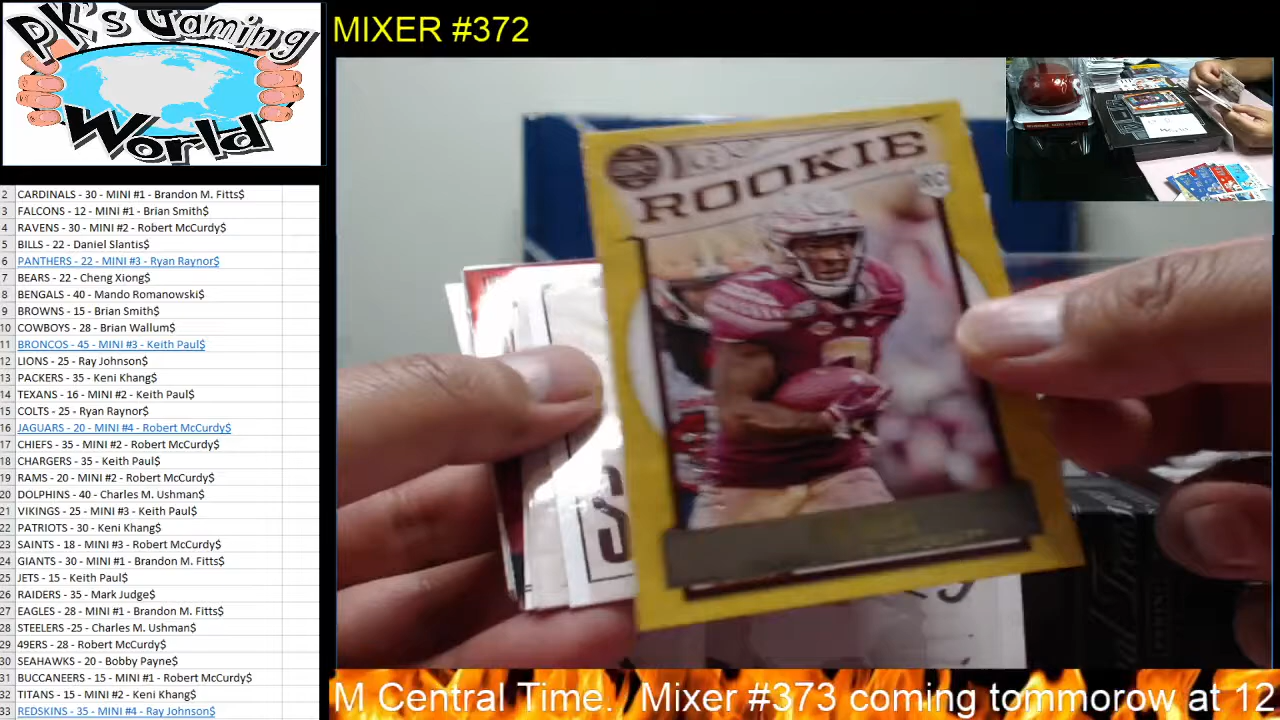 PK's Gaming
World
MIXER #372
2 CARDINALS - 30 - MINI #1 - Brandon M. Fitts$
3 FALCONS - 12 - MINI #1 - Brian Smith$
4 RAVENS - 30 - MINI #2 - Robert McCurdy$
5 BILLS - 22 - Daniel Slantis$
6 PANTHERS - 22 - MINI #3 - Ryan Raynor$
7 BEARS - 22 - Cheng Xiong$
8 BENGALS - 40 - Mando Romanowski$
9 BROWNS - 15 - Brian Smith$
10 COWBOYS - 28 - Brian Wallum$
11 BRONCOS - 45 - MINI #3 - Keith Paul$
12 LIONS - 25 - Ray Johnson$
13 PACKERS - 35 - Keni Khang$
14 TEXANS - 16 - MINI #2 - Keith Paul$
15 COLTS - 25 - Ryan Raynor$
16 JAGUARS - 20 - MINI #4 - Robert McCurdy$
17 CHIEFS - 35 - MINI #2 - Robert McCurdy$
18 CHARGERS - 35 - Keith Paul$
19 RAMS - 20 - MINI #2 - Robert McCurdy$
20 DOLPHINS - 40 - Charles M. Ushman$
21 VIKINGS - 25 - MINI #3 - Keith Paul$
22 PATRIOTS - 30 - Keni Khang$
23 SAINTS - 18 - MINI #3 - Robert McCurdy$
24 GIANTS - 30 - MINI #1 - Brandon M. Fitts$
25 JETS - 15 - Keith Paul$
26 RAIDERS - 35 - Mark Judge$
27 EAGLES - 28 - MINI #1 - Brandon M. Fitts$
28 STEELERS -25 - Charles M. Ushman$
29 49ERS - 28 - Robert McCurdy$
30 SEAHAWKS - 20 - Bobby Payne$
31 BUCCANEERS - 15 - MINI #1 - Robert McCurdy$
32 TITANS - 15 - MINI #2 - Keni Khang$
33 REDSKINS - 35 - MINI #4 - Ray Johnson$
ROOKIE
RC
M Central Time. Mixer #373 coming tommorow at 12